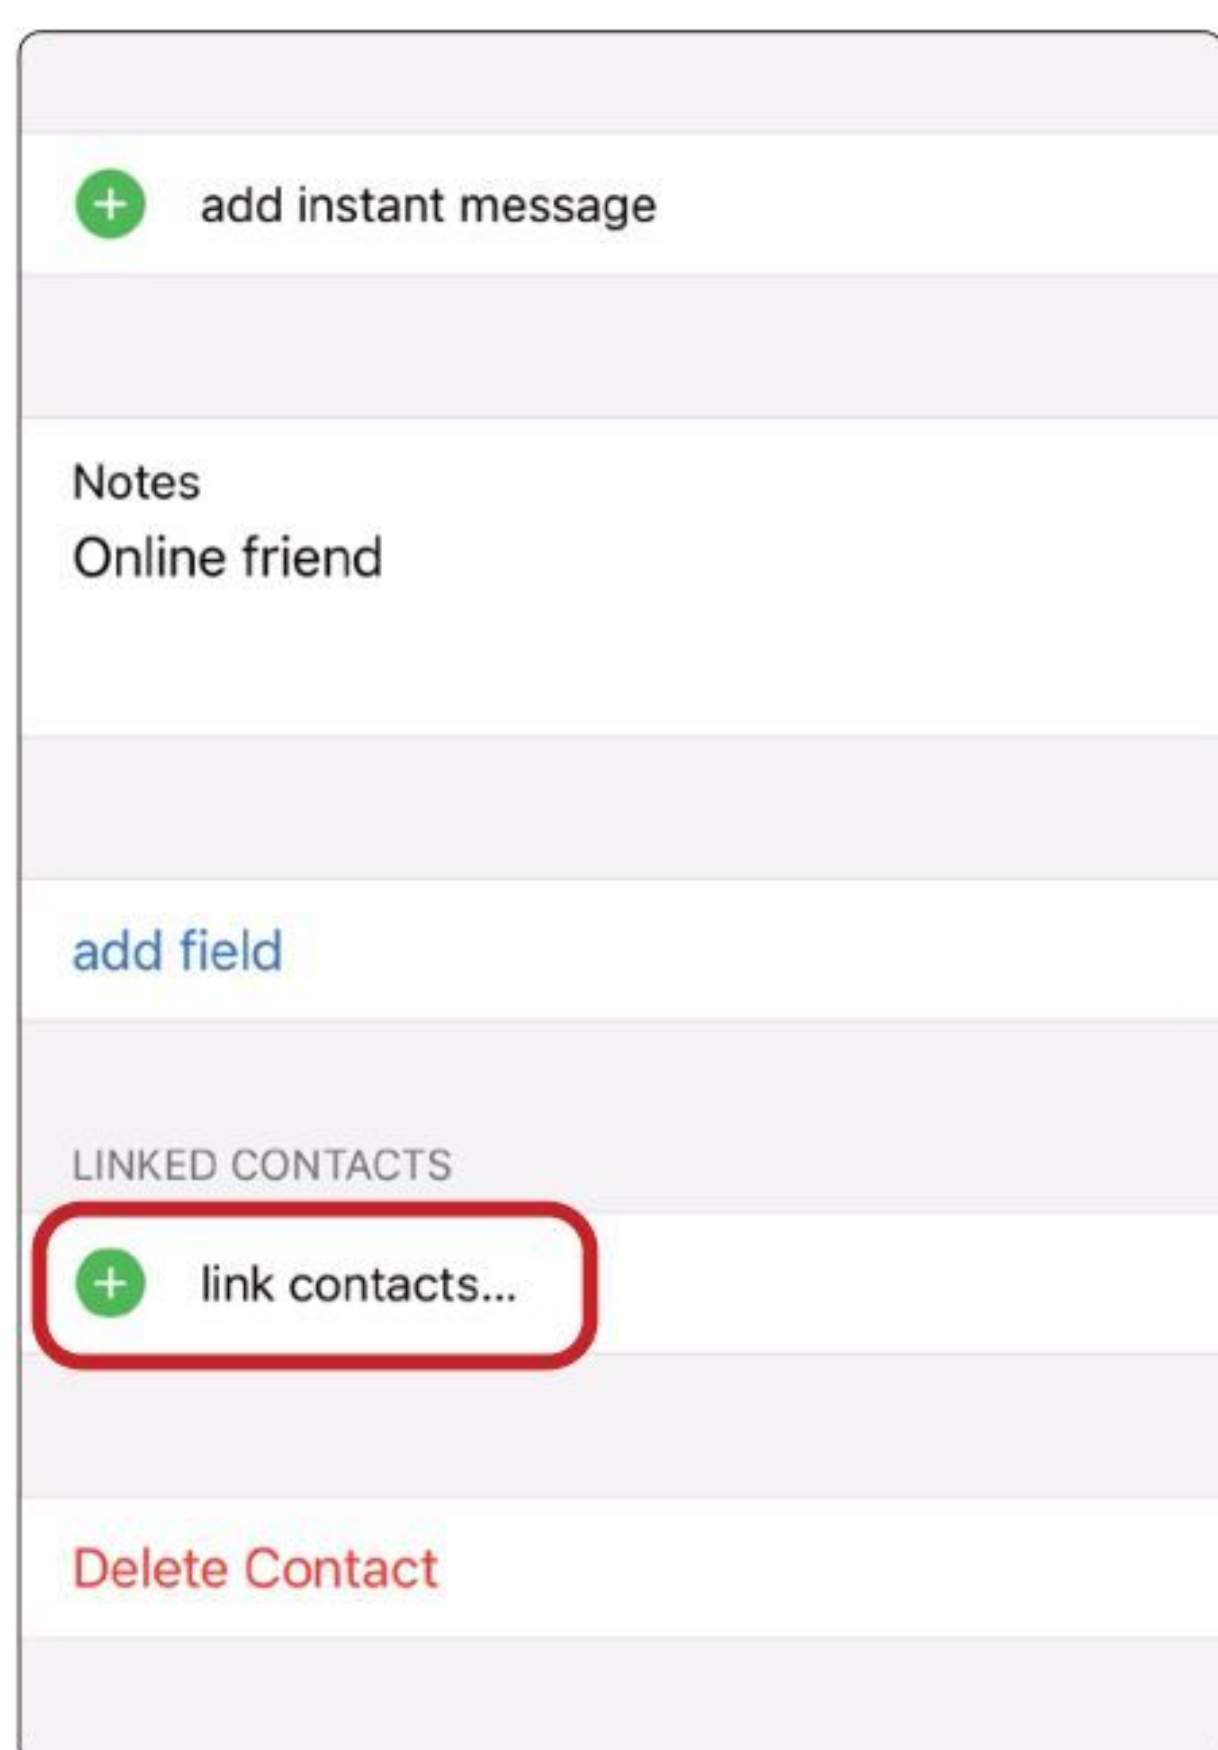 add instant message
Notes
Online friend
add field
LINKED CONTACTS
link contacts...
Delete Contact